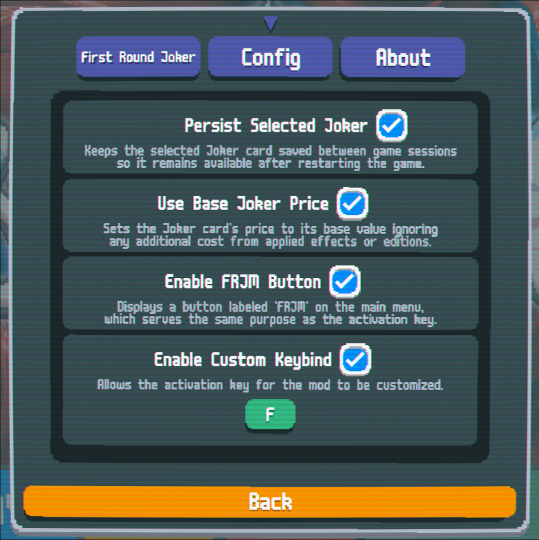 First Round Joker
Config
About
Persist Selected Joker
Keeps the selected Joker card saved between game sessions
so it remains available after restarting the game.
Use Base Joker Price
Sets the Joker card's price to its base value ignoring
any additional cost from applied effects or editions.
Enable FRJM Button
Displays a button labeled 'FRJM' on the main menu,
which serves the same purpose as the activation key.
Enable Custom Keybind
Allows the activation key for the mod to be customized.
F
Back